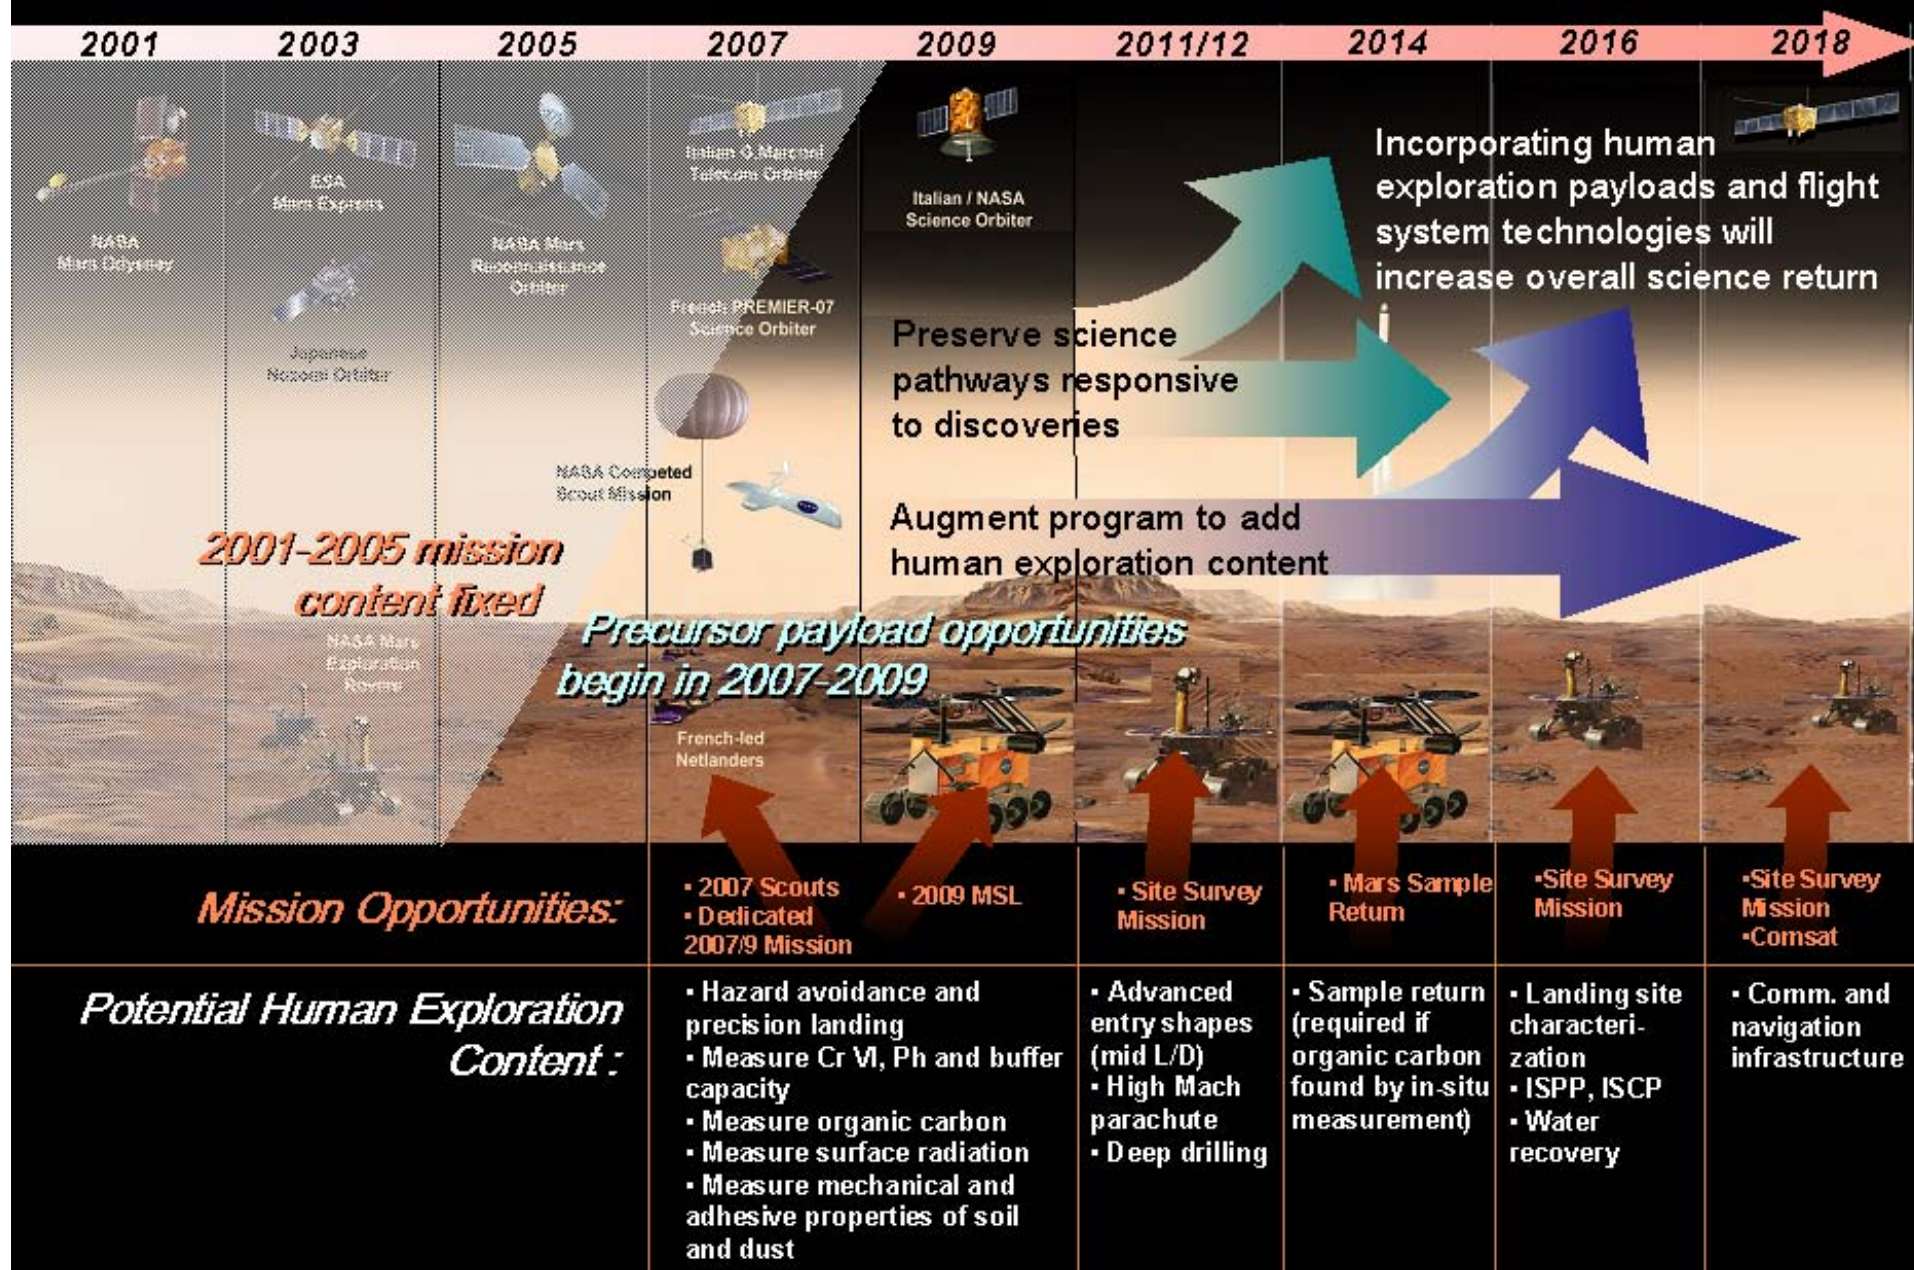 2001 2003 2005 2007 2009 2011/12 2014 2016 2018
NASA
Mars Odyssey
ESA
Mars Express
Japanese
Nozomi Orbiter
NASA Mars
Reconnaissance
Orbiter
Italian G.Marconi
Telecom Orbiter
French PREMIER-07
Science Orbiter
Italian / NASA
Science Orbiter
Incorporating human
exploration payloads and flight
system technologies will
increase overall science return
Preserve science
pathways responsive
to discoveries
NASA Competed
Scout Mission
Augment program to add
human exploration content
2001-2005 mission
content fixed
Precursor payload opportunities
begin in 2007-2009
NASA Mars
Exploration
Rovers
French-led
Netlanders
Mission Opportunities:
▪ 2007 Scouts
▪ Dedicated
2007/9 Mission
▪ 2009 MSL
▪ Site Survey
Mission
▪ Mars Sample
Return
▪Site Survey
Mission
▪Site Survey
Mission
▪Comsat
Potential Human Exploration
Content :
▪ Hazard avoidance and
precision landing
▪ Measure Cr VI, Ph and buffer
capacity
▪ Measure organic carbon
▪ Measure surface radiation
▪ Measure mechanical and
adhesive properties of soil
and dust
▪ Advanced
entry shapes
(mid L/D)
▪ High Mach
parachute
▪ Deep drilling
▪ Sample return
(required if
organic carbon
found by in-situ
measurement)
▪ Landing site
characteri-
zation
▪ ISPP, ISCP
▪ Water
recovery
▪ Comm. and
navigation
infrastructure